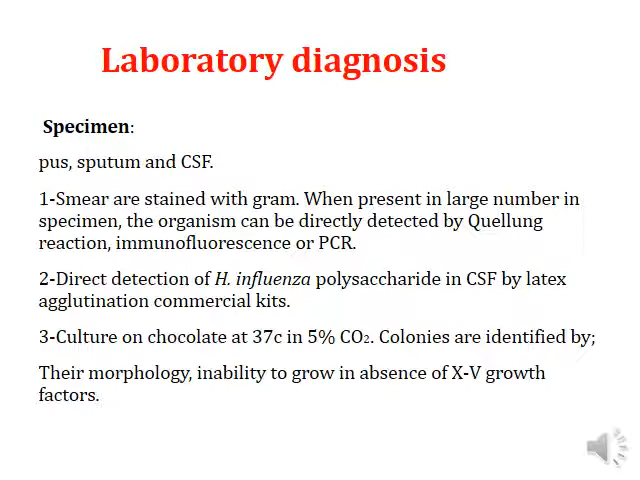 Laboratory diagnosis
Specimen:
pus, sputum and CSF.
1-Smear are stained with gram. When present in large number in
specimen, the organism can be directly detected by Quellung
reaction, immunofluorescence or PCR.
2-Direct detection of H. influenza polysaccharide in CSF by latex
agglutination commercial kits.
3-Culture on chocolate at 37c in 5% CO₂. Colonies are identified by;
Their morphology, inability to grow in absence of X-V growth
factors.